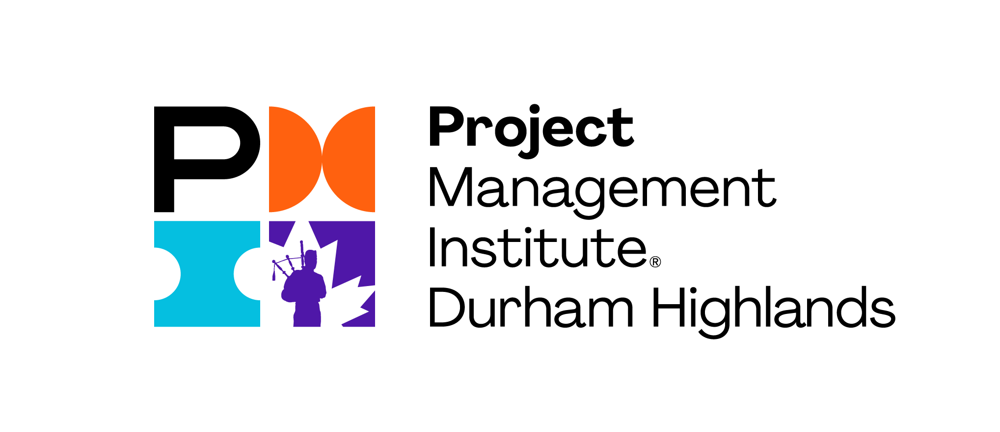 P
Project
Management
Institute®
Durham Highlands